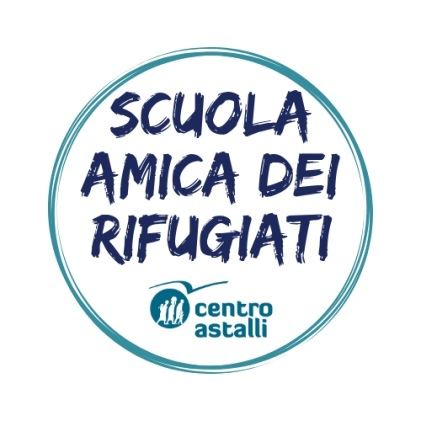 SCUOLA
AMICA DEI
RIFUGIATI
centro
astalli